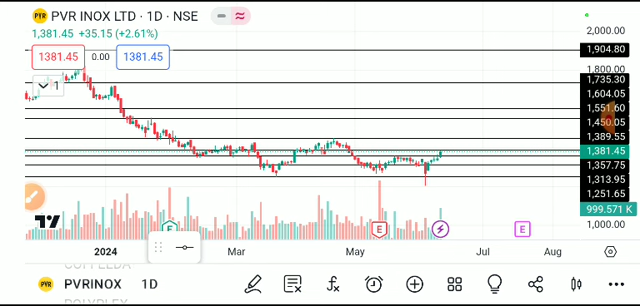 PVR INOX LTD · 1D · NSE
1,381.45 +35.15 (+2.61%)
1381.45 0.00 1381.45
1
2,000.00
1,904.80
1,800.00
1,735.30
1,604.05
1,551.60
1,450.05
1,389.55
1,381.45
1,357.75
1,313.95
1,251.65
999.571 K
1,000.00
E
E
E
2024 Mar May Jul Aug
PVR PVRINOX 1D